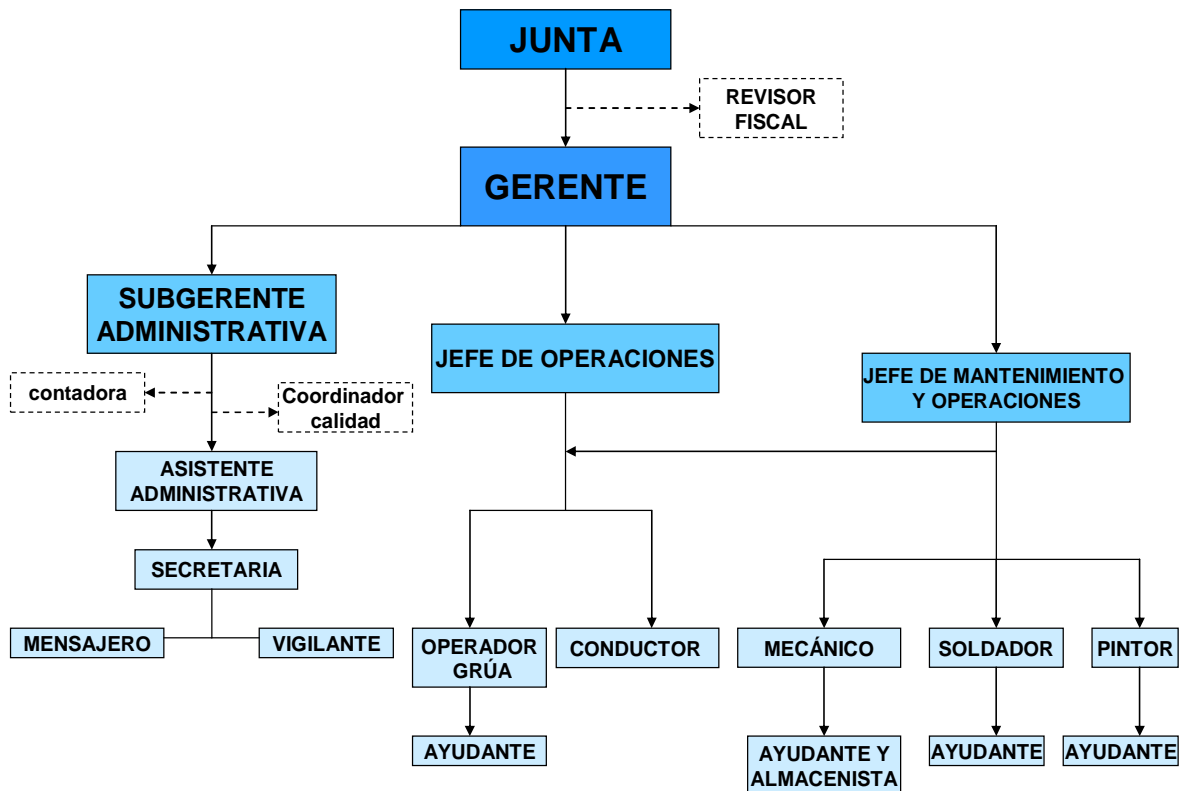 JUNTA
REVISOR
FISCAL
GERENTE
SUBGERENTE
ADMINISTRATIVA
JEFE DE OPERACIONES
JEFE DE MANTENIMIENTO
Y OPERACIONES
contadora
Coordinador
calidad
ASISTENTE
ADMINISTRATIVA
SECRETARIA
MENSAJERO
VIGILANTE
OPERADOR
GRÚA
CONDUCTOR
MECÁNICO
SOLDADOR
PINTOR
AYUDANTE
AYUDANTE Y
ALMACENISTA
AYUDANTE
AYUDANTE